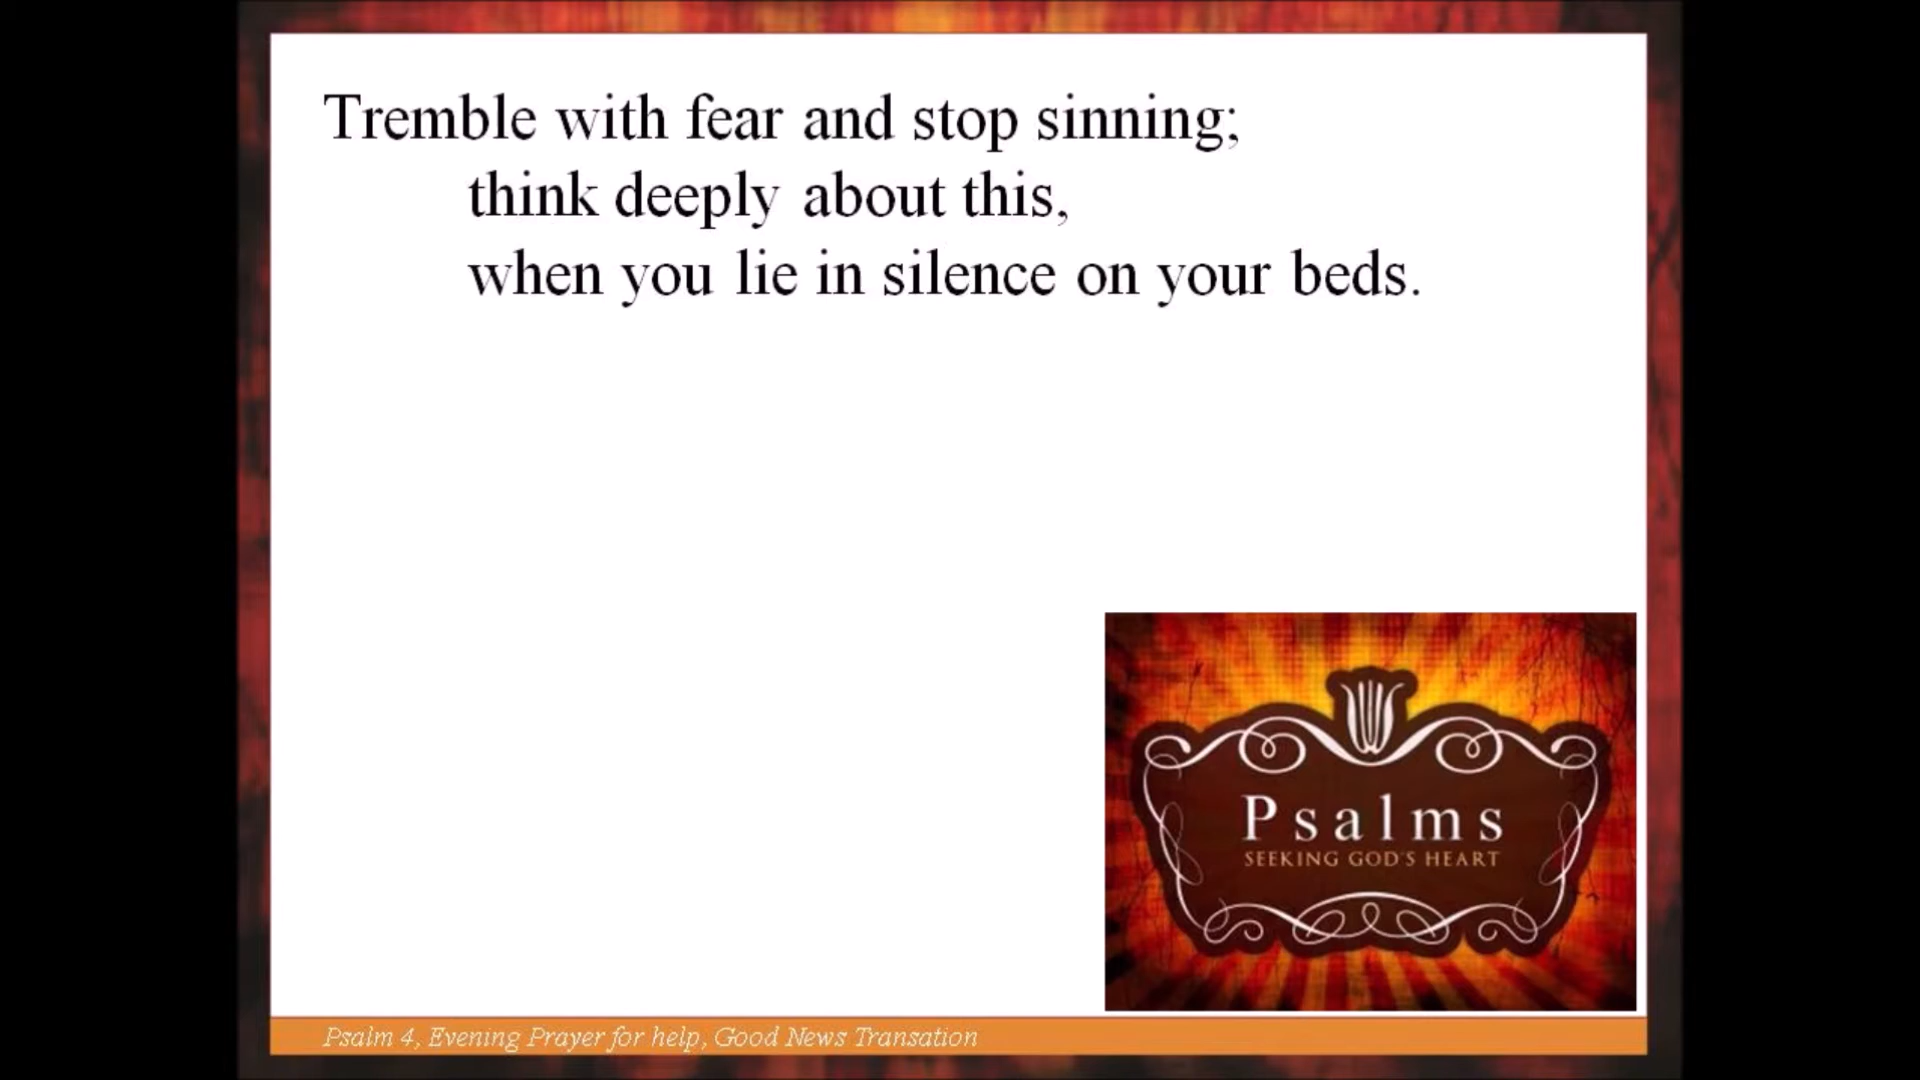 Tremble with fear and stop sinning;
think deeply about this,
when you lie in silence on your beds.
Psalms
SEEKING GOD'S HEART
Psalm 4, Evening Prayer for help, Good News Transation